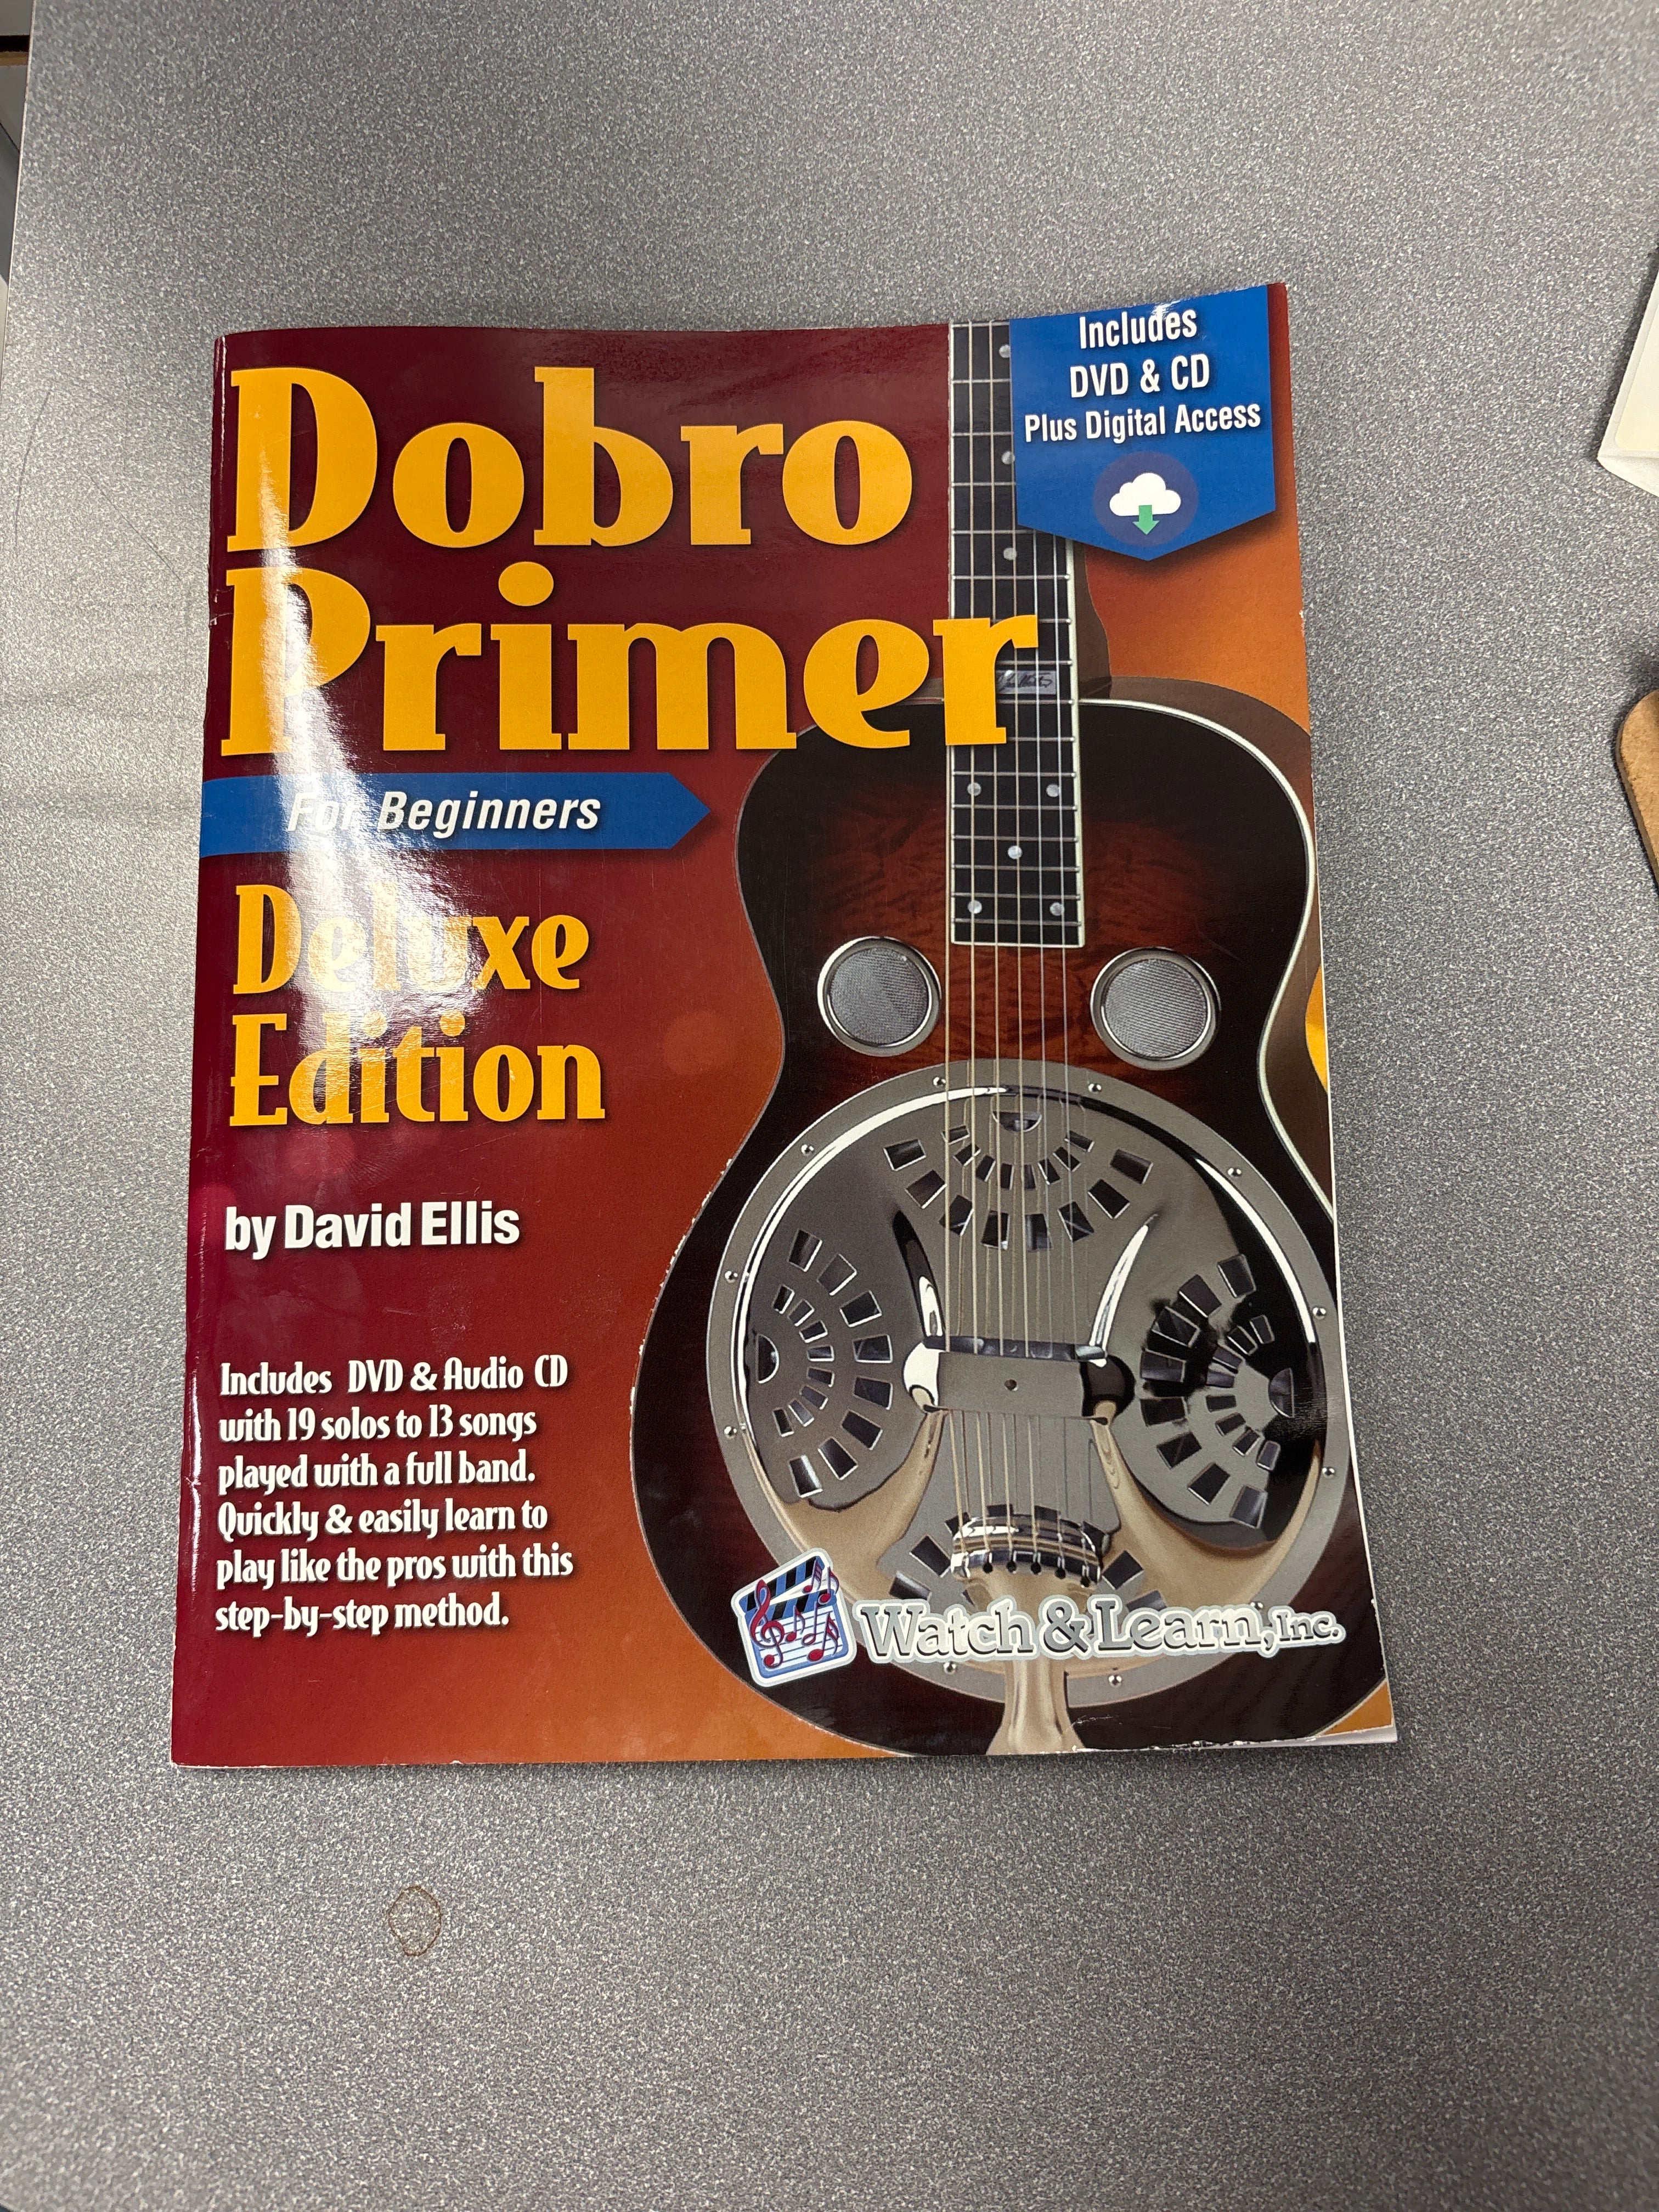 Includes
DVD & CD
Plus Digital Access
Dobro
Primer
For Beginners
Deluxe
Edition
by David Ellis
Includes DVD & Audio CD
with 19 solos to 13 songs
played with a full band.
Quickly & easily learn to
play like the pros with this
step-by-step method.
Watch & Learn, Inc.